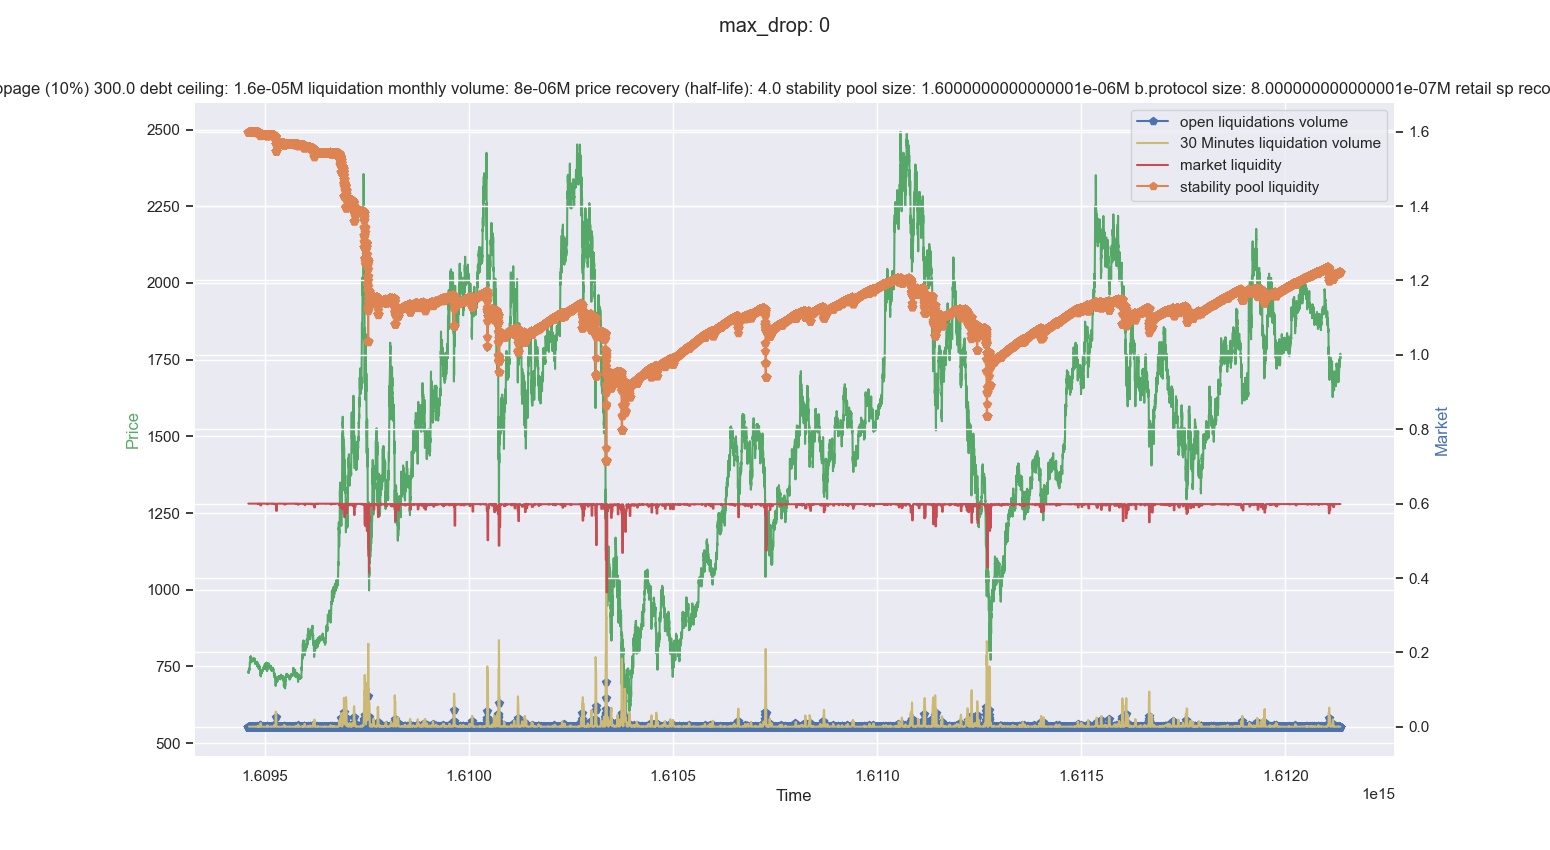 max_drop: 0
(10%) 300.0 debt ceiling: 1.6e-05M liquidation monthly volume: 8e-06M price recovery (half-life): 4.0 stability pool size: 1.6000000000000001e-06M b.protocol size: 8.000000000000001e-07M retail sp
open liquidations volume
30 Minutes liquidation volume
market liquidity
stability pool liquidity
2500
2250
2000
1750
1500
1250
1000
750
500
Price
1.6
1.4
1.2
1.0
0.8
0.6
0.4
0.2
0.0
Market
1.6095
1.6100
1.6105
1.6110
1.6115
1.6120
1e15
Time